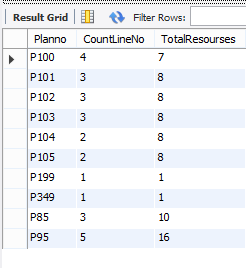 Result Grid Filter Rows:
Planno CountLineNo TotalResourses
P100 4 7
P101 3 8
P102 3 8
P103 3 8
P104 2 8
P105 2 8
P199 1 1
P349 1 1
P85 3 10
P95 5 16